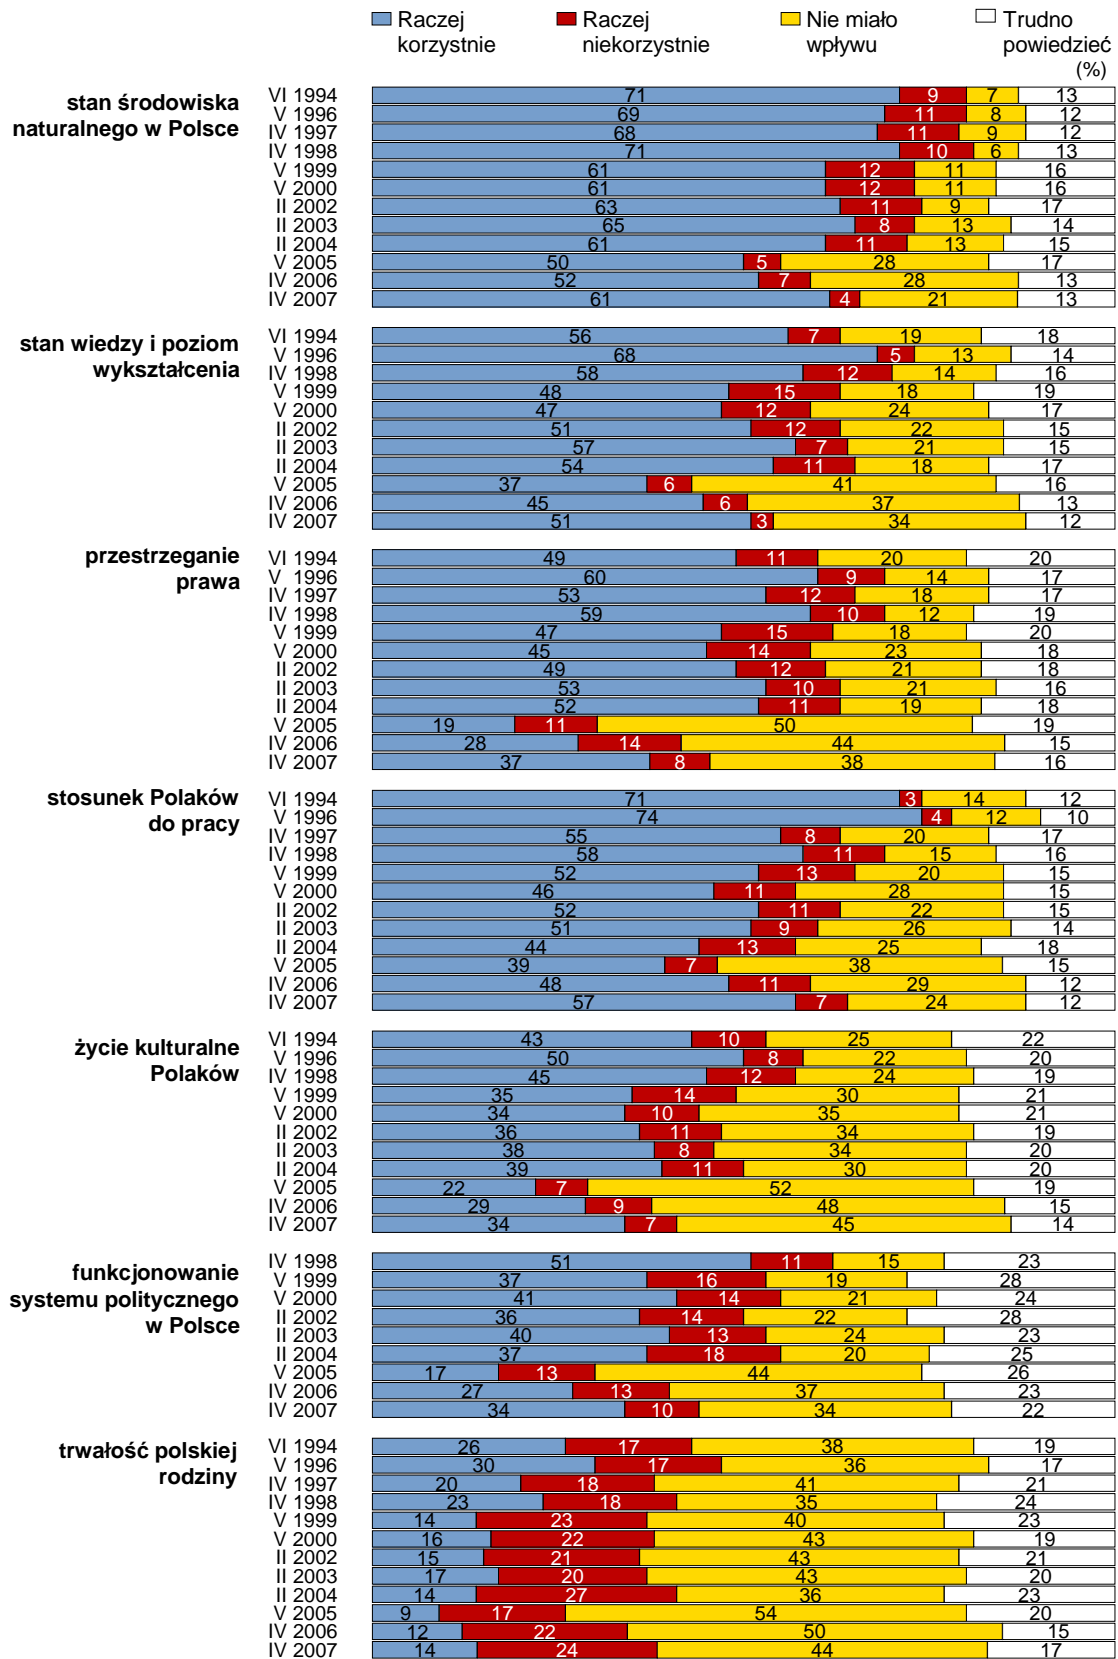 Raczej korzystnie
Raczej niekorzystnie
Nie miało wpływu
Trudno powiedzieć
(%)
stan środowiska naturalnego w Polsce
VI 1994 71 9 7 13
V 1996 69 11 8 12
IV 1997 68 11 9 12
IV 1998 71 10 6 13
V 1999 61 12 11 16
V 2000 61 12 11 16
II 2002 63 11 9 17
II 2003 65 8 13 14
II 2004 61 11 13 15
V 2005 50 5 28 17
IV 2006 52 7 28 13
IV 2007 61 4 21 13
stan wiedzy i poziom wykształcenia
VI 1994 56 7 19 18
V 1996 68 5 13 14
IV 1998 58 12 14 16
V 1999 48 15 18 19
V 2000 47 12 24 17
II 2002 51 12 22 15
II 2003 57 7 21 15
II 2004 54 11 18 17
V 2005 37 6 41 16
IV 2006 45 6 37 13
IV 2007 51 3 34 12
przestrzeganie prawa
VI 1994 49 11 20 20
V 1996 60 9 14 17
IV 1997 53 12 18 17
IV 1998 59 10 12 19
V 1999 47 15 18 20
V 2000 45 14 23 18
II 2002 49 12 21 18
II 2003 53 10 21 16
II 2004 52 11 19 18
V 2005 19 11 50 19
IV 2006 28 14 44 15
IV 2007 37 8 38 16
stosunek Polaków do pracy
VI 1994 71 3 14 12
V 1996 74 4 12 10
IV 1997 55 8 20 17
IV 1998 58 11 15 16
V 1999 52 13 20 15
V 2000 46 11 28 15
II 2002 52 11 22 15
II 2003 51 9 26 14
II 2004 44 13 25 18
V 2005 39 7 38 15
IV 2006 48 11 29 12
IV 2007 57 7 24 12
życie kulturalne Polaków
VI 1994 43 10 25 22
V 1996 50 8 22 20
IV 1998 45 12 24 19
V 1999 35 14 30 21
V 2000 34 10 35 21
II 2002 36 11 34 19
II 2003 38 8 34 20
II 2004 39 11 30 20
V 2005 22 7 52 19
IV 2006 29 9 48 15
IV 2007 34 7 45 14
funkcjonowanie systemu politycznego w Polsce
IV 1998 51 11 15 23
V 1999 37 16 19 28
V 2000 41 14 21 24
II 2002 36 14 22 28
II 2003 40 13 24 23
II 2004 37 18 20 25
V 2005 17 13 44 26
IV 2006 27 13 37 23
IV 2007 34 10 34 22
trwałość polskiej rodziny
VI 1994 26 17 38 19
V 1996 30 17 36 17
IV 1997 20 18 41 21
IV 1998 23 18 35 24
V 1999 14 23 40 23
V 2000 16 22 43 19
II 2002 15 21 43 21
II 2003 17 20 43 20
II 2004 14 27 36 23
V 2005 9 17 54 20
IV 2006 12 22 50 15
IV 2007 14 24 44 17